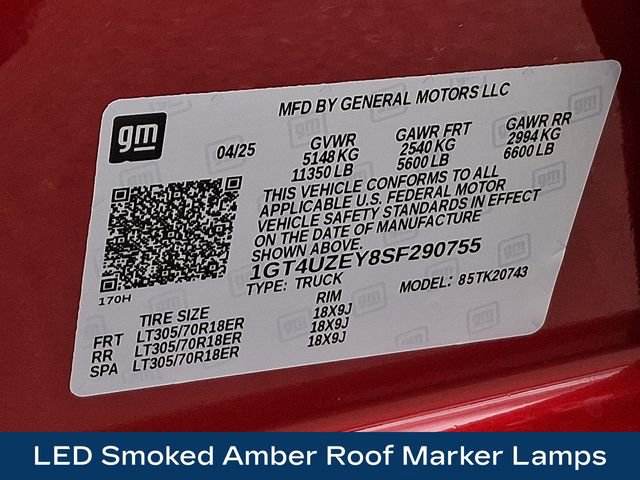 MFD BY GENERAL MOTORS LLC
gm
04/25 GVWR GAWR FRT GAWR RR
5148 KG 2540 KG 2994 KG
11350 LB 5600 LB 6600 LB
THIS VEHICLE CONFORMS TO ALL
APPLICABLE U.S. FEDERAL MOTOR
VEHICLE SAFETY STANDARDS IN EFFECT
ON THE DATE OF MANUFACTURE
SHOWN ABOVE.
1GT4UZEY8SF290755
TYPE: TRUCK MODEL: 85TK20743
170H
TIRE SIZE RIM
FRT LT305/70R18ER 18X9J
RR LT305/70R18ER 18X9J
SPA LT305/70R18ER 18X9J
LED Smoked Amber Roof Marker Lamps